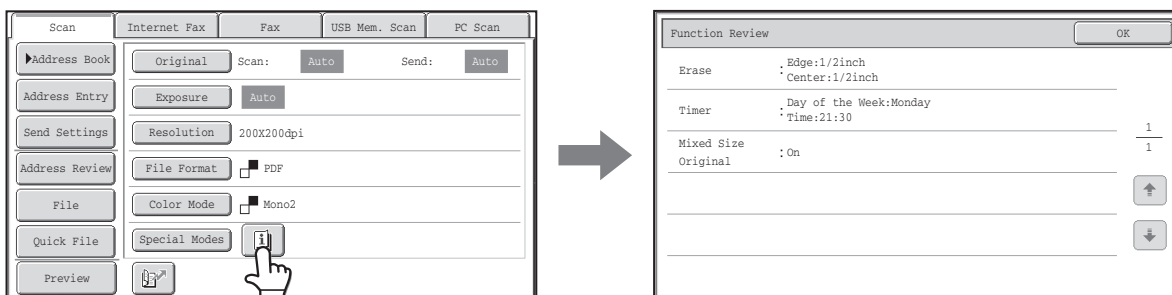 Scan Internet Fax Fax USB Mem. Scan PC Scan
Address Book Original Scan: Auto Send: Auto
Address Entry Exposure Auto
Send Settings Resolution 200X200dpi
Address Review File Format PDF
File Color Mode Mono2
Quick File Special Modes
Preview
Function Review OK
Erase :Edge:1/2inch
Center:1/2inch
Timer :Day of the Week:Monday
Time:21:30
Mixed Size
Original :On
1
1